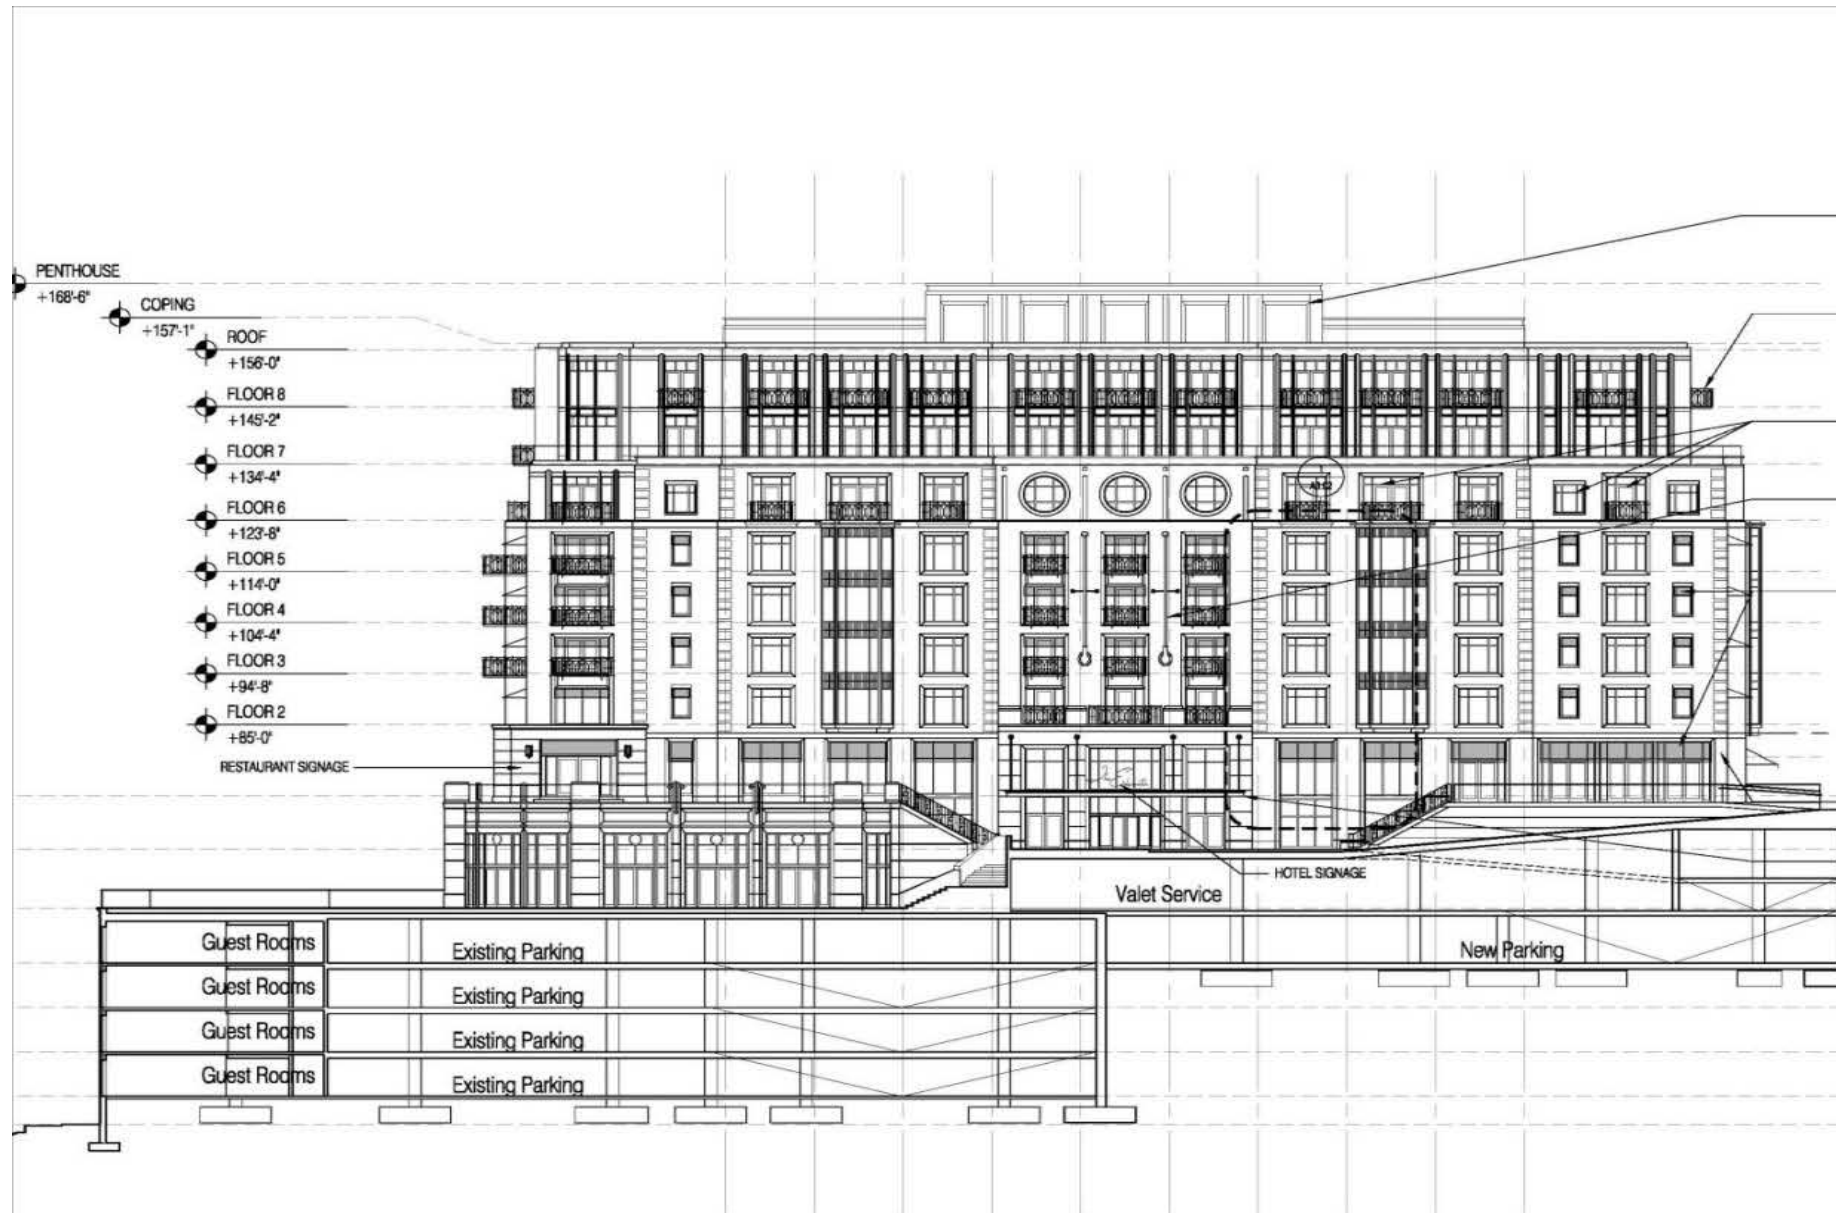 PENTHOUSE
+168'-6"
COPING
+157'-1"
ROOF
+156'-0"
FLOOR 8
+145'-2"
FLOOR 7
+134'-4"
FLOOR 6
+123'-8"
FLOOR 5
+114'-0"
FLOOR 4
+104'-4"
FLOOR 3
+94'-8"
FLOOR 2
+85'-0"
1
A3.02
RESTAURANT SIGNAGE
HOTEL SIGNAGE
Valet Service
New Parking
Guest Rooms
Existing Parking
Guest Rooms
Existing Parking
Guest Rooms
Existing Parking
Guest Rooms
Existing Parking